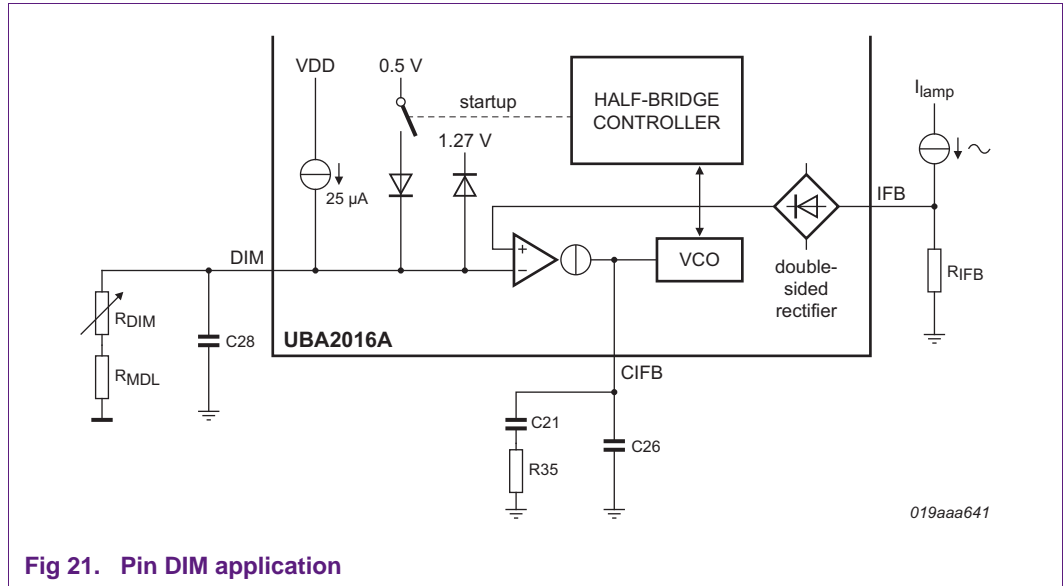 VDD
0.5 V
startup
HALF-BRIDGE
CONTROLLER
Ilamp
1.27 V
25 µA
IFB
DIM
+
−
VCO
double-
sided
rectifier
RIFB
RDIM
C28
UBA2016A
RMDL
CIFB
C21
C26
R35
019aaa641
Fig 21. Pin DIM application